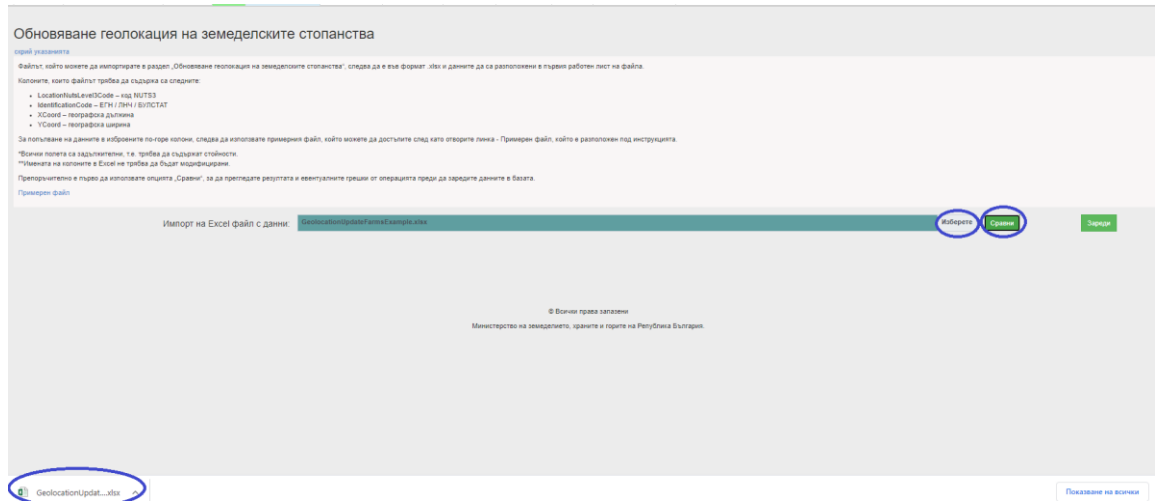 Обновяване геолокация на земеделските стопанства
скрий указанията
Файлът, който можете да импортирате в раздел „Обновяване геолокация на земеделските стопанства“, следва да е във формат .xlsx и данните да са разположени в първия работен лист на файла.
Колоните, които файлът трябва да съдържа са следните:
• LocationNutsLevel3Code – код NUTS3
• IdentificationCode – ЕГН / ЛНЧ / БУЛСТАТ
• XCoord – географска дължина
• YCoord – географска ширина
За попълване на данните в изброените по-горе колони, следва да използвате примерния файл, който можете да достъпите след като отворите линка - Примерен файл, който е разположен под инструкцията.
*Всички полета са задължителни, т.е. трябва да съдържат стойности.
**Имената на колоните в Excel не трябва да бъдат модифицирани.
Препоръчително е първо да използвате опцията „Сравни“, за да прегледате резултата и евентуалните грешки от операцията преди да заредите данните в базата.
Примерен файл
Импорт на Excel файл с данни: GeolocationUpdateFarmsExample.xlsx Изберете Сравни Зареди
© Всички права запазени
Министерство на земеделието, храните и горите на Република България.
GeolocationUpdat....xlsx Показване на всички